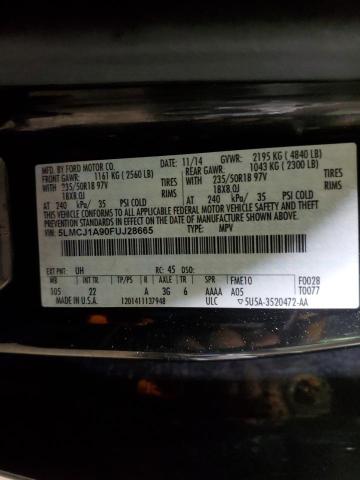 MFD. BY FORD MOTOR CO.
DATE: 11/14 GVWR: 2195 KG ( 4840 LB)
FRONT GAWR: 1161 KG ( 2560 LB) REAR GAWR: 1043 KG ( 2300 LB)
WITH WITH
235/50R18 97V TIRES 235/50R18 97V TIRES
18X8.0J RIMS 18X8.0J RIMS
AT 240 kPa/ 35 PSI COLD AT 240 kPa/ 35 PSI COLD
THIS VEHICLE CONFORMS TO ALL APPLICABLE FEDERAL
MOTOR VEHICLE SAFETY AND THEFT PREVENTION STANDARDS IN
EFFECT ON THE DATE OF MANUFACTURE SHOWN ABOVE.
VIN: 5LMCJ1A90FUJ28665
TYPE: MPV
EXT PNT: UH RC: 45 DSO:
WB INT TR TP/PS R AXLE TR SPR FME10 F0028
105 22 A 3G 6 AAAA A05 T0077
1201411137948 ULC 5U5A-3520472-AA